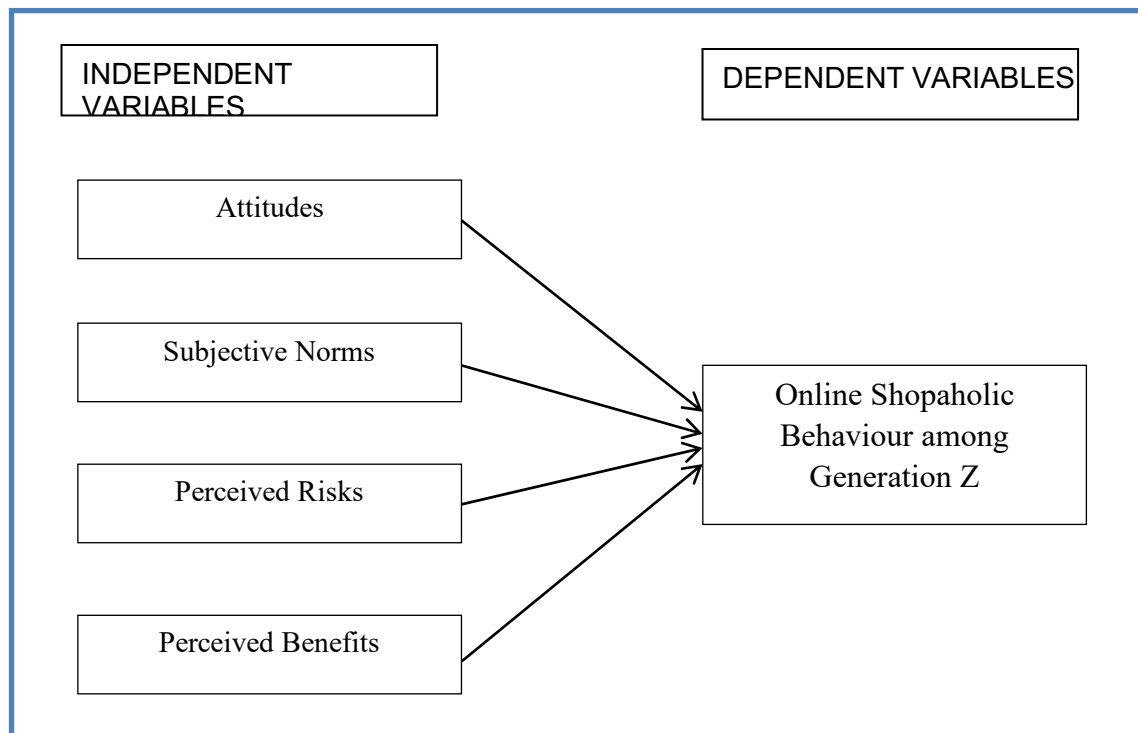 INDEPENDENT
VARIABLES
DEPENDENT VARIABLES
Attitudes
Subjective Norms
Perceived Risks
Perceived Benefits
Online Shopaholic
Behaviour among
Generation Z